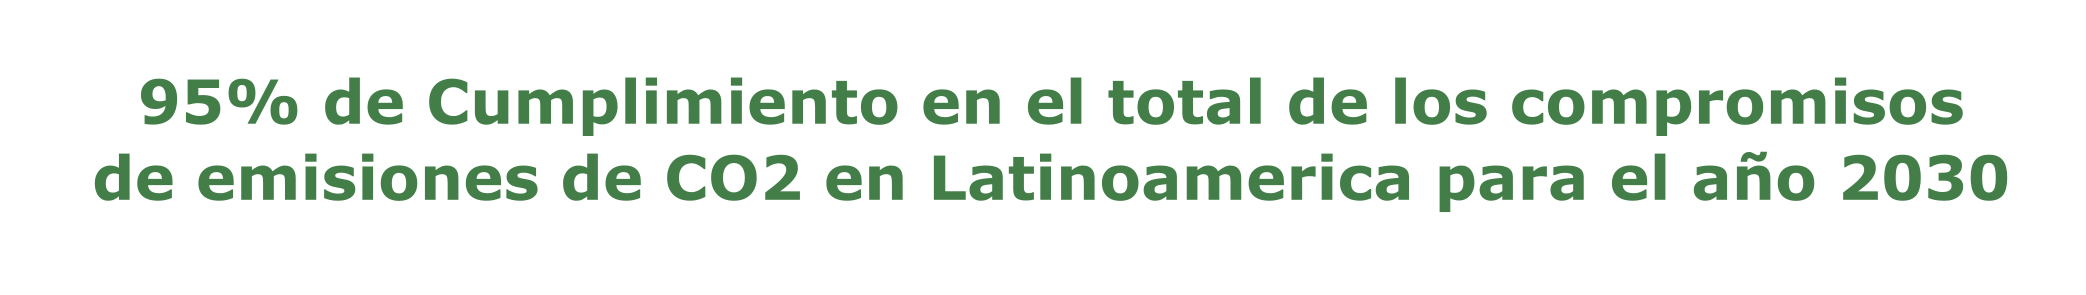 95% de Cumplimiento en el total de los compromisos
de emisiones de CO2 en Latinoamerica para el año 2030